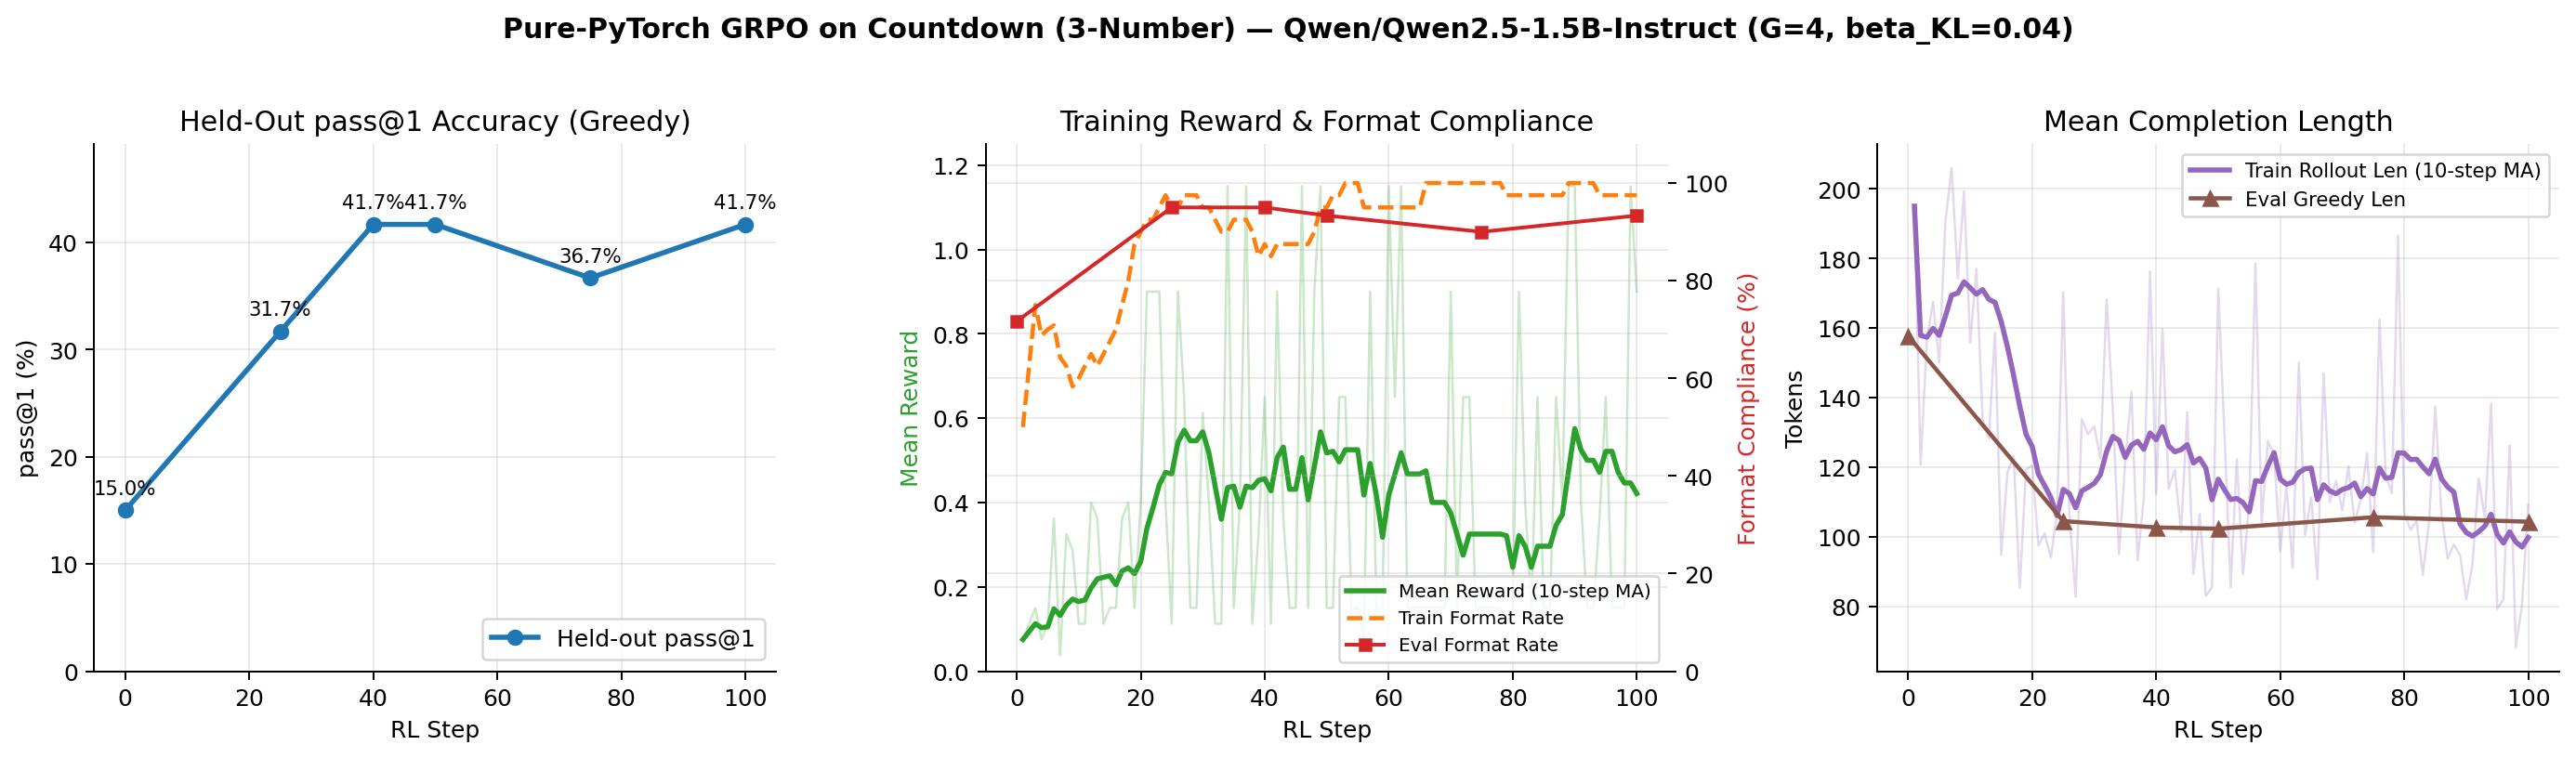 Pure-PyTorch GRPO on Countdown (3-Number) — Qwen/Qwen2.5-1.5B-Instruct (G=4, beta_KL=0.04)
Held-Out pass@1 Accuracy (Greedy)
pass@1 (%)
40
30
20
10
0
15.0%
31.7%
41.7%
41.7%
36.7%
41.7%
Held-out pass@1
0 20 40 60 80 100
RL Step
Training Reward & Format Compliance
Mean Reward
1.2
1.0
0.8
0.6
0.4
0.2
0.0
100
80
60
40
20
0
Format Compliance (%)
Mean Reward (10-step MA)
Train Format Rate
Eval Format Rate
0 20 40 60 80 100
RL Step
Mean Completion Length
Tokens
200
180
160
140
120
100
80
Train Rollout Len (10-step MA)
Eval Greedy Len
0 20 40 60 80 100
RL Step